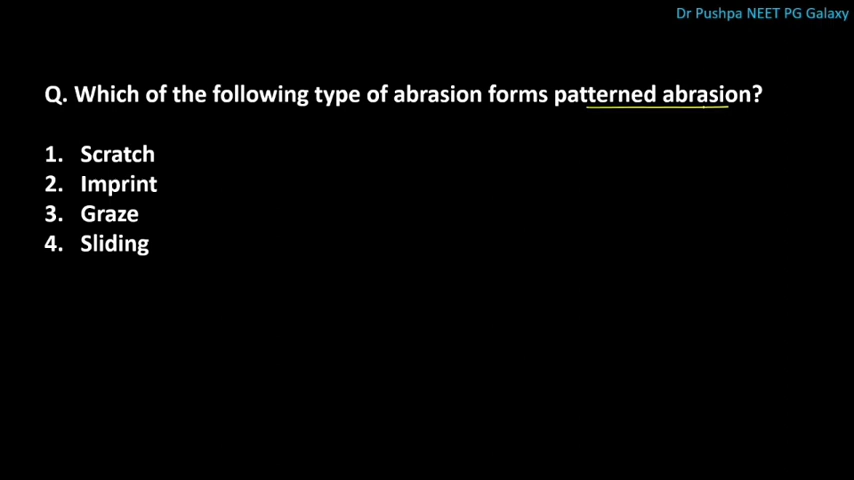 Dr Pushpa NEET PG Galaxy
Q. Which of the following type of abrasion forms patterned abrasion?
1. Scratch
2. Imprint
3. Graze
4. Sliding